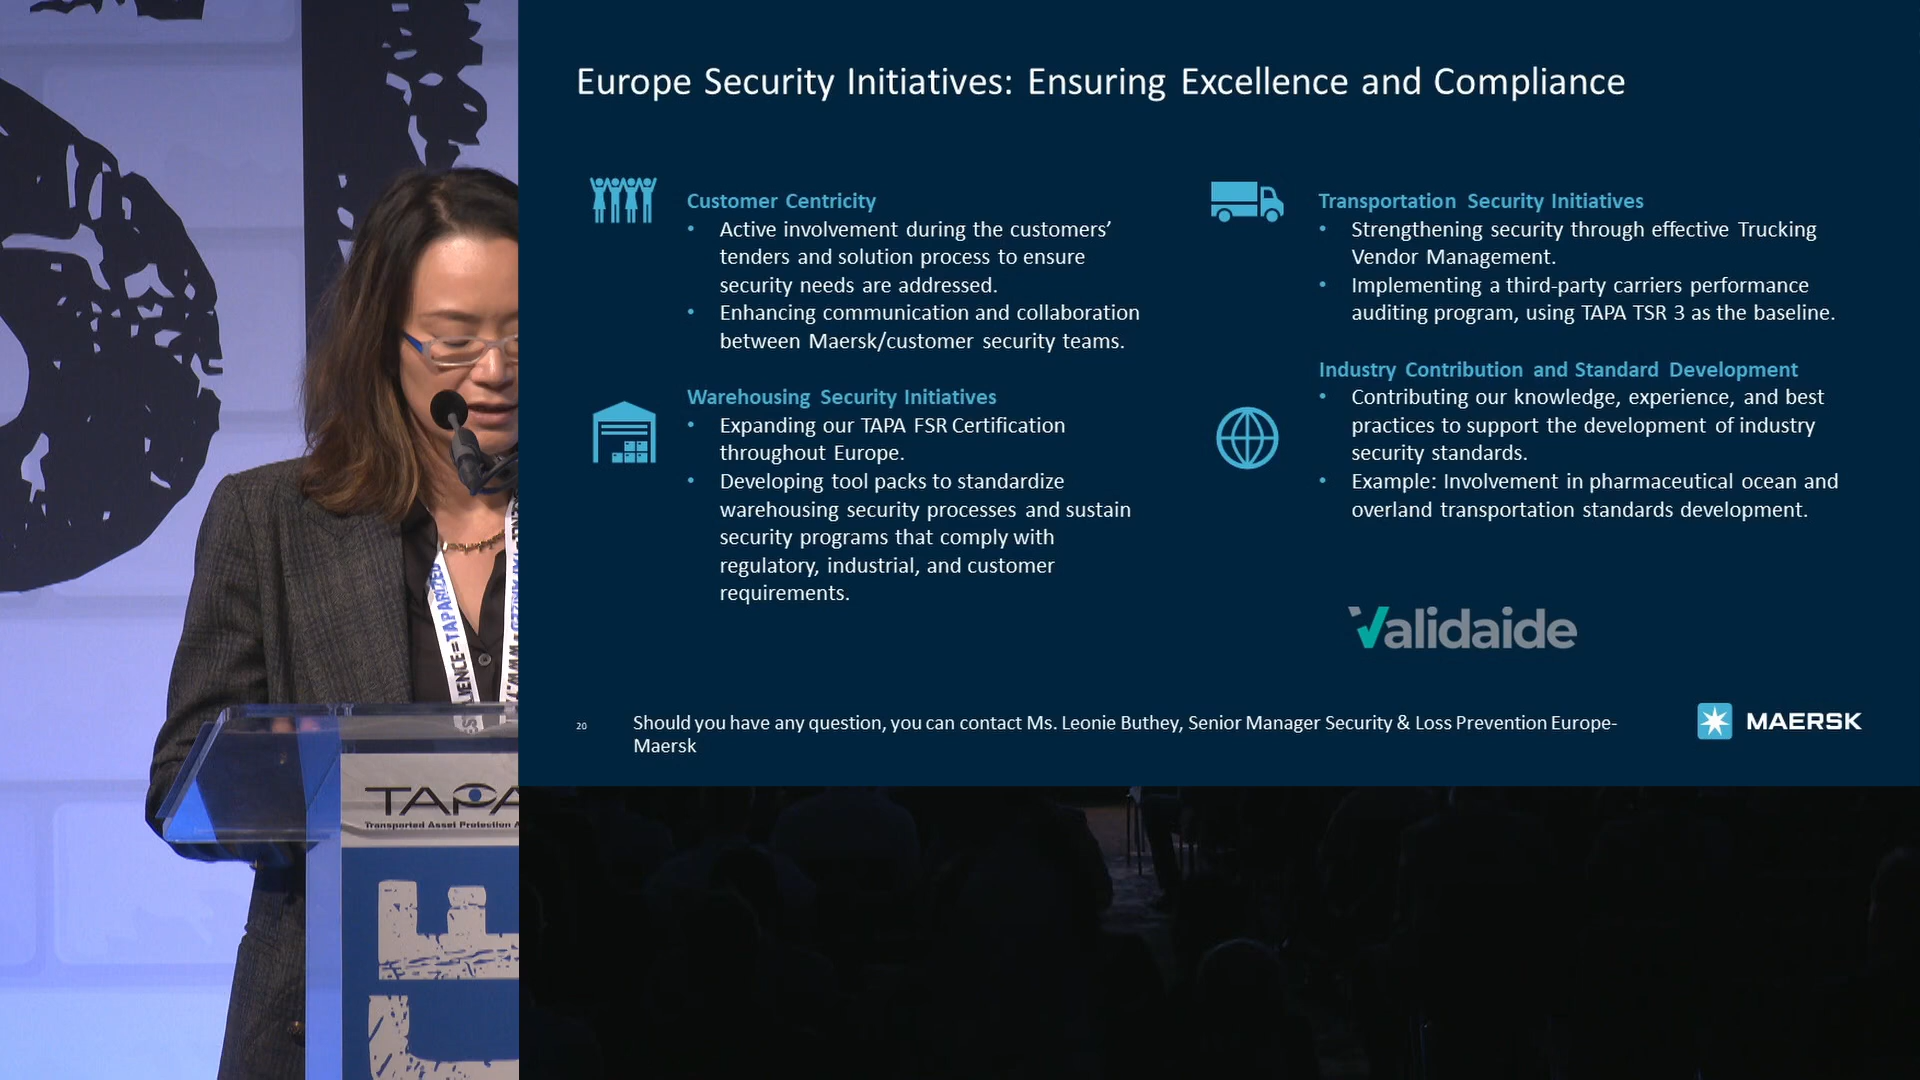 Europe Security Initiatives: Ensuring Excellence and Compliance
Customer Centricity
• Active involvement during the customers’
tenders and solution process to ensure
security needs are addressed.
• Enhancing communication and collaboration
between Maersk/customer security teams.
Warehousing Security Initiatives
• Expanding our TAPA FSR Certification
throughout Europe.
• Developing tool packs to standardize
warehousing security processes and sustain
security programs that comply with
regulatory, industrial, and customer
requirements.
Transportation Security Initiatives
• Strengthening security through effective Trucking
Vendor Management.
• Implementing a third-party carriers performance
auditing program, using TAPA TSR 3 as the baseline.
Industry Contribution and Standard Development
• Contributing our knowledge, experience, and best
practices to support the development of industry
security standards.
• Example: Involvement in pharmaceutical ocean and
overland transportation standards development.
Validaide
20
Should you have any question, you can contact Ms. Leonie Buthey, Senior Manager Security & Loss Prevention Europe-
Maersk
MAERSK
TAPA
Transported Asset Protection A